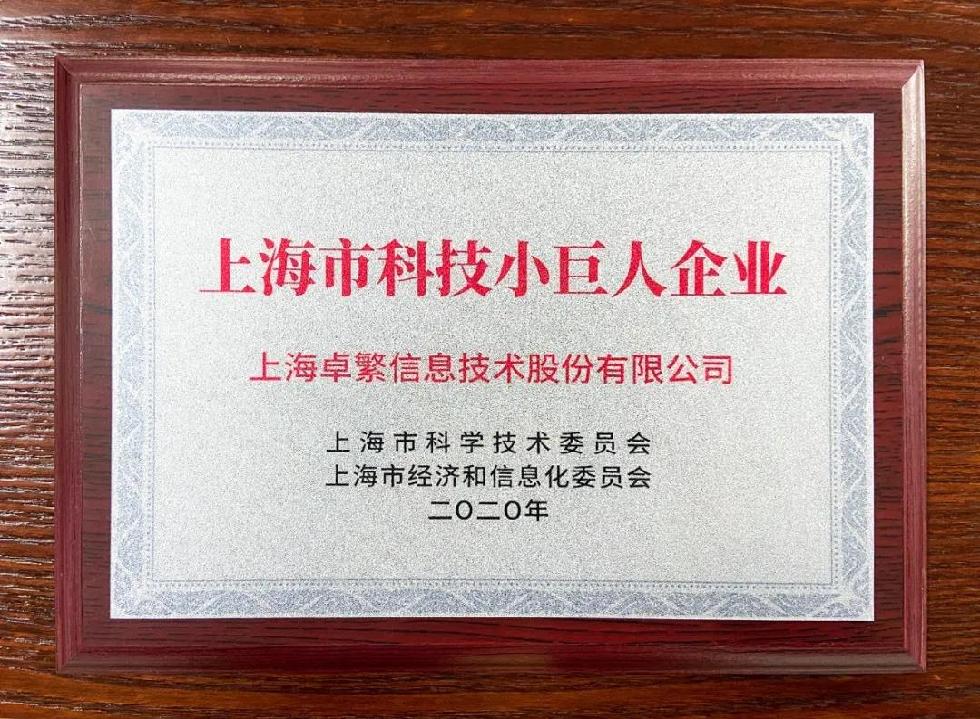 上海市科技小巨人企业
上海卓繁信息技术股份有限公司
上海市科学技术委员会
上海市经济和信息化委员会
二〇二〇年